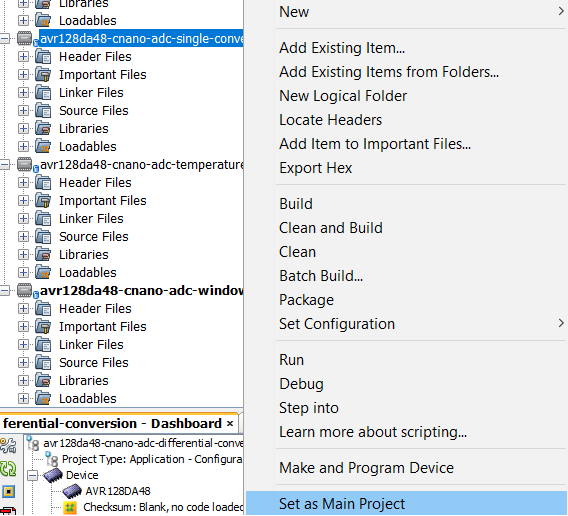 Libraries
Loadables
avr128da48-cnano-adc-single-conve
Header Files
Important Files
Linker Files
Source Files
Libraries
Loadables
avr128da48-cnano-adc-temperature
Header Files
Important Files
Linker Files
Source Files
Libraries
Loadables
avr128da48-cnano-adc-window
Header Files
Important Files
Linker Files
Source Files
Libraries
Loadables
ferential-conversion - Dashboard ×
avr128da48-cnano-adc-differential-conve
Project Type: Application - Configura
Device
AVR128DA48
Checksum: Blank, no code loaded
New
Add Existing Item...
Add Existing Items from Folders...
New Logical Folder
Locate Headers
Add Item to Important Files...
Export Hex
Build
Clean and Build
Clean
Batch Build...
Package
Set Configuration
Run
Debug
Step into
Learn more about scripting...
Make and Program Device
Set as Main Project